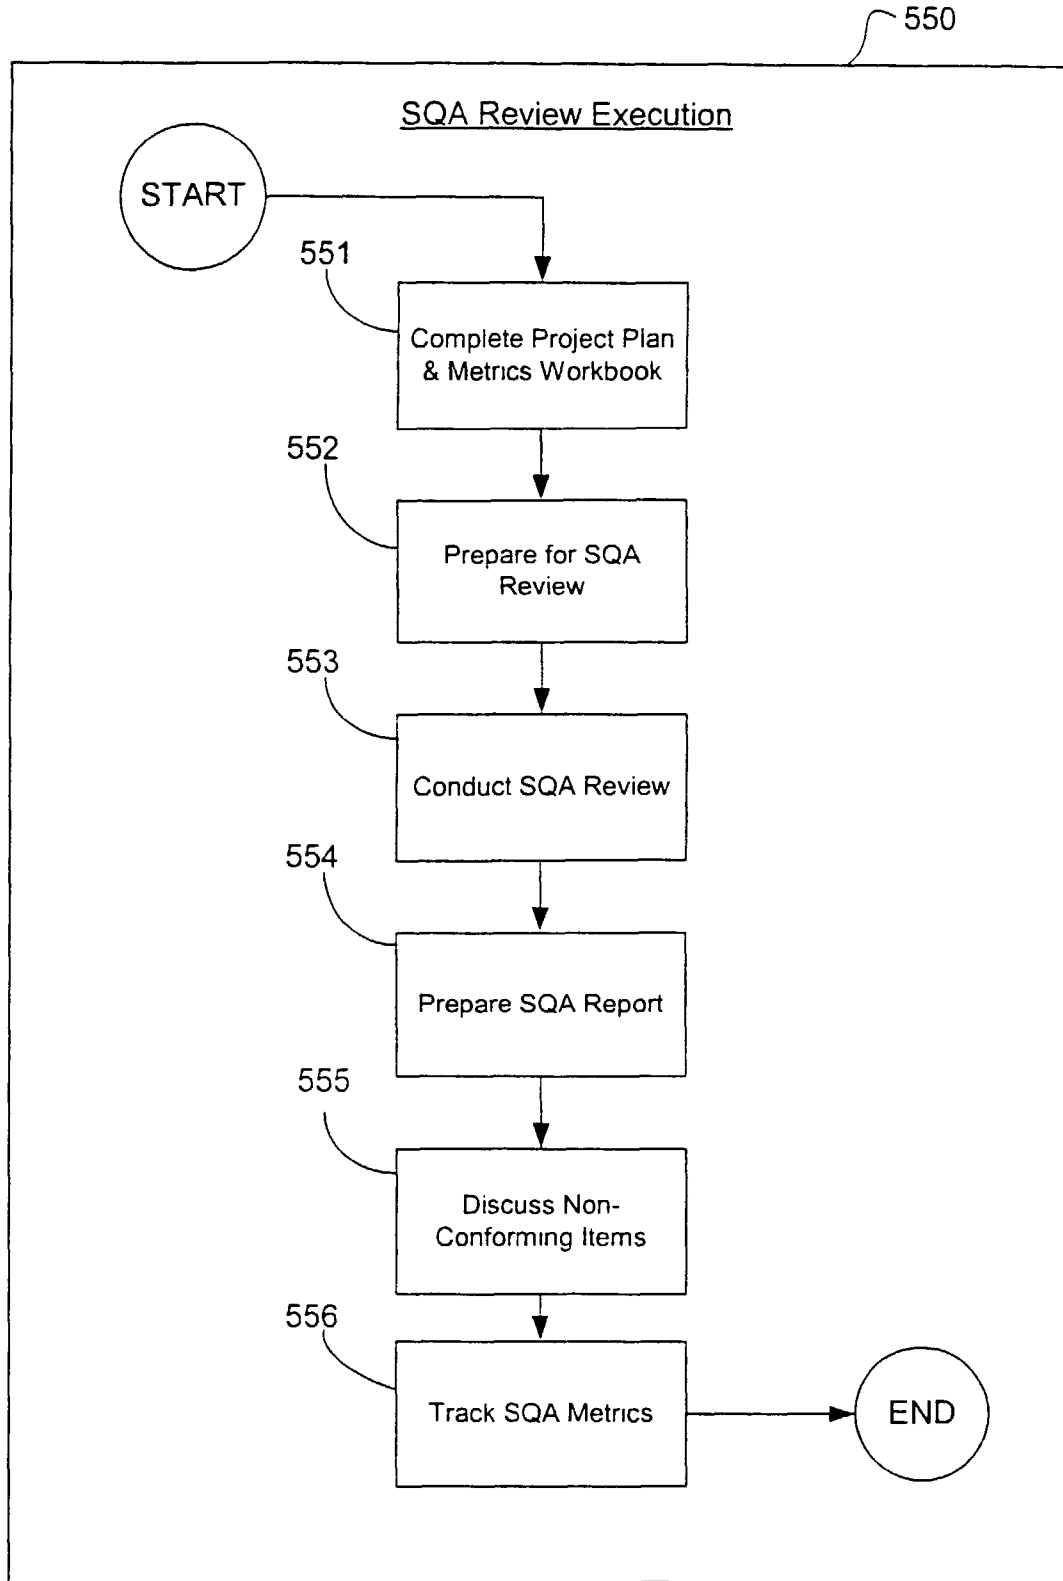 550
SQA Review Execution
START
551
Complete Project Plan
& Metrics Workbook
552
Prepare for SQA
Review
553
Conduct SQA Review
554
Prepare SQA Report
555
Discuss Non-
Conforming Items
556
Track SQA Metrics
END